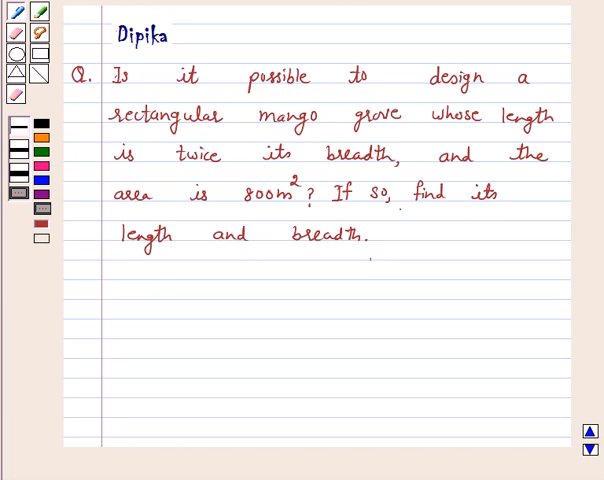 Dipika
Q. Is it possible to design a
rectangular mango grove whose length
is twice its breadth, and the
area is 800m²? If so, find its
length and breadth.